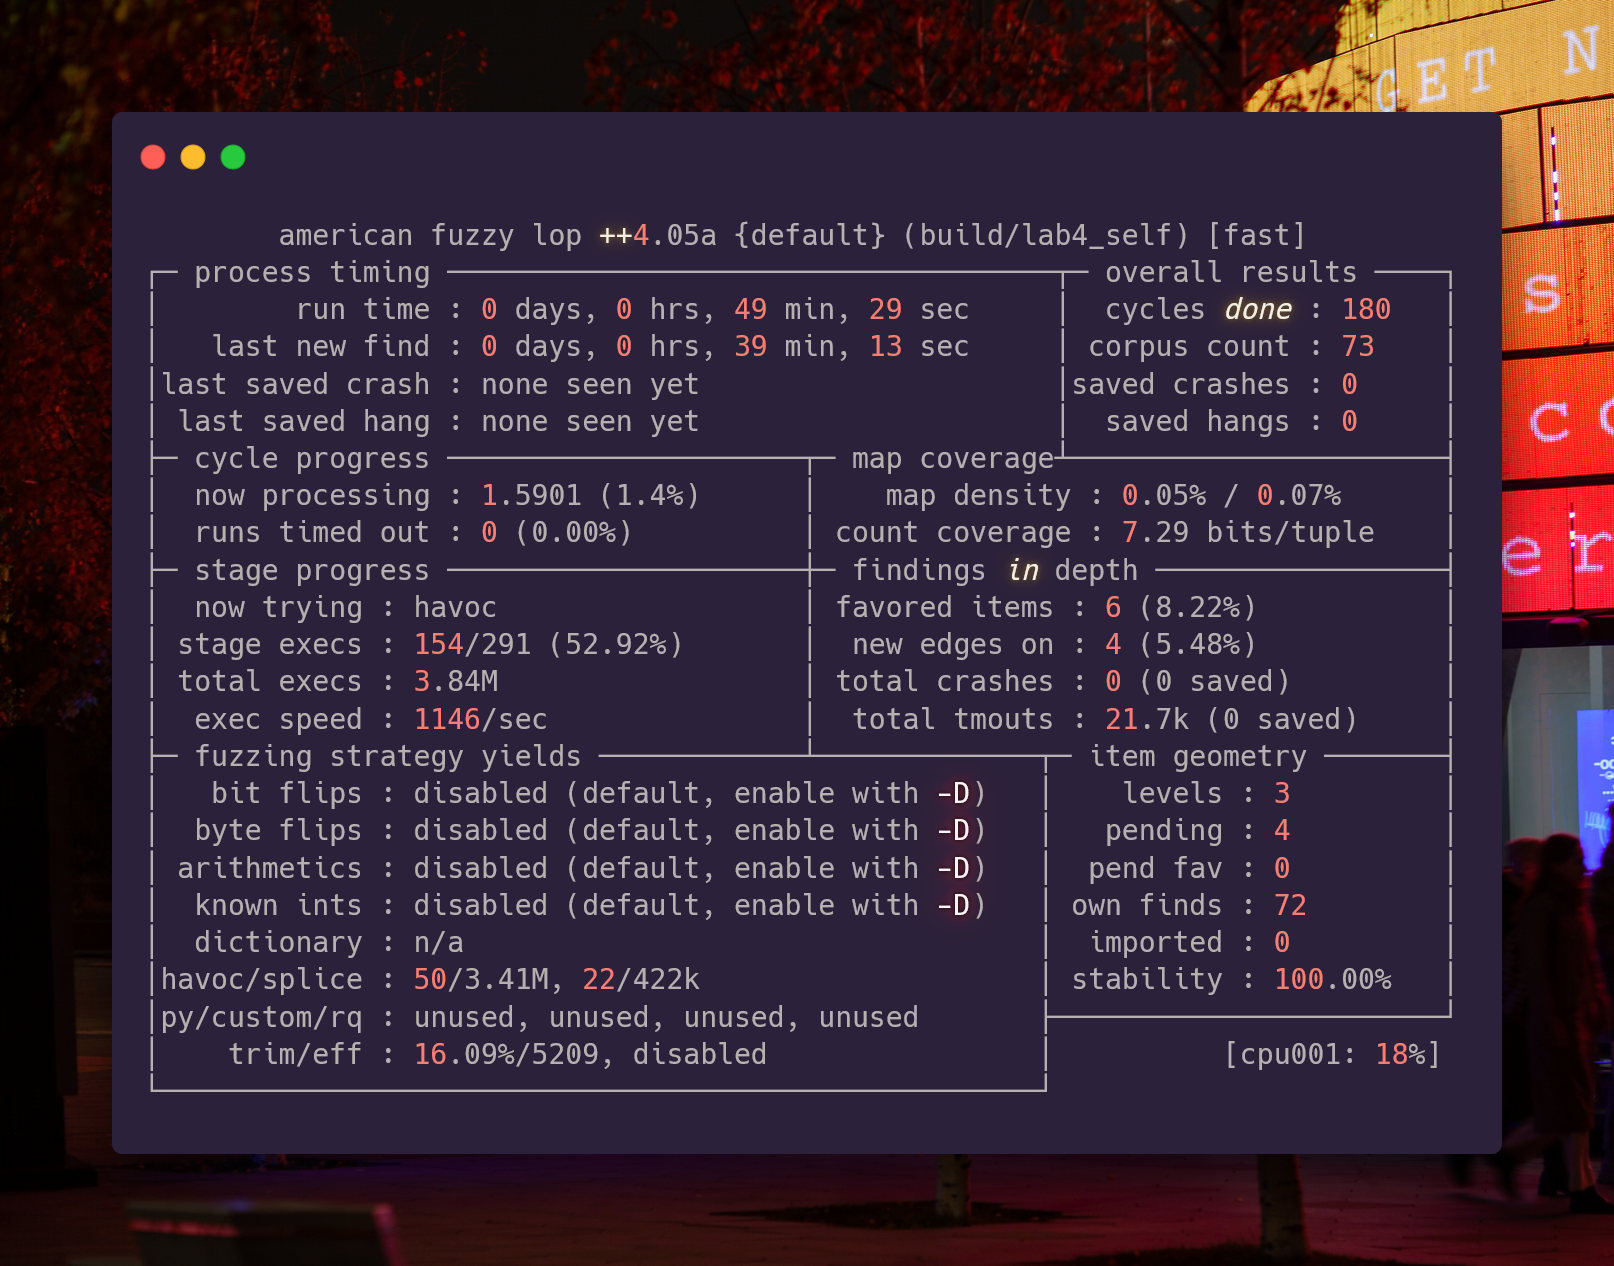 GET N
american fuzzy lop ++4.05a {default} (build/lab4_self) [fast]
┌─ process timing ────────────────────────────────────┬─ overall results ────┐
│        run time : 0 days, 0 hrs, 49 min, 29 sec     │  cycles done : 180   │
│   last new find : 0 days, 0 hrs, 39 min, 13 sec     │ corpus count : 73    │
│last saved crash : none seen yet                     │saved crashes : 0     │
│ last saved hang : none seen yet                     │  saved hangs : 0     │
├─ cycle progress ─────────────────────┬─ map coverage┴──────────────────────┤
│  now processing : 1.5901 (1.4%)      │    map density : 0.05% / 0.07%      │
│  runs timed out : 0 (0.00%)          │ count coverage : 7.29 bits/tuple    │
├─ stage progress ─────────────────────┼─ findings in depth ─────────────────┤
│  now trying : havoc                  │ favored items : 6 (8.22%)           │
│ stage execs : 154/291 (52.92%)       │  new edges on : 4 (5.48%)           │
│ total execs : 3.84M                  │ total crashes : 0 (0 saved)         │
│  exec speed : 1146/sec               │  total tmouts : 21.7k (0 saved)     │
├─ fuzzing strategy yields ────────────┴─────────────┬─ item geometry ───────┤
│   bit flips : disabled (default, enable with -D)   │    levels : 3         │
│  byte flips : disabled (default, enable with -D)   │   pending : 4         │
│ arithmetics : disabled (default, enable with -D)   │  pend fav : 0         │
│  known ints : disabled (default, enable with -D)   │ own finds : 72        │
│  dictionary : n/a                                  │  imported : 0         │
│havoc/splice : 50/3.41M, 22/422k                    │ stability : 100.00%   │
│py/custom/rq : unused, unused, unused, unused       ├───────────────────────┘
│    trim/eff : 16.09%/5209, disabled                │          [cpu001: 18%]
└────────────────────────────────────────────────────┘
s
co
er